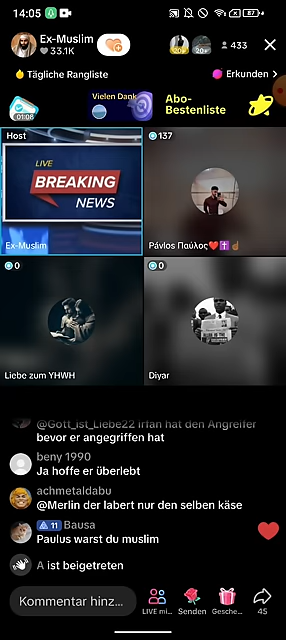 14:05
Ex-Muslim
33.1K
433
Tägliche Rangliste
Erkunden >
01:08
Vielen Dank
Abo-
Bestenliste
Host
137
LIVE
BREAKING
NEWS
Ex-Muslim
Pávlos Παύλος❤️✝️☝🏽
0
0
Liebe zum YHWH
Diyar
@Gott_ist_Liebe22 irfan hat den Angreifer
bevor er angegriffen hat
beny 1990
Ja hoffe er überlebt
achmetaldabu
@Merlin der labert nur den selben käse
11 Bausa
Paulus warst du muslim
A ist beigetreten
Kommentar hinz...
LIVE mi...
Senden
Gesche...
45